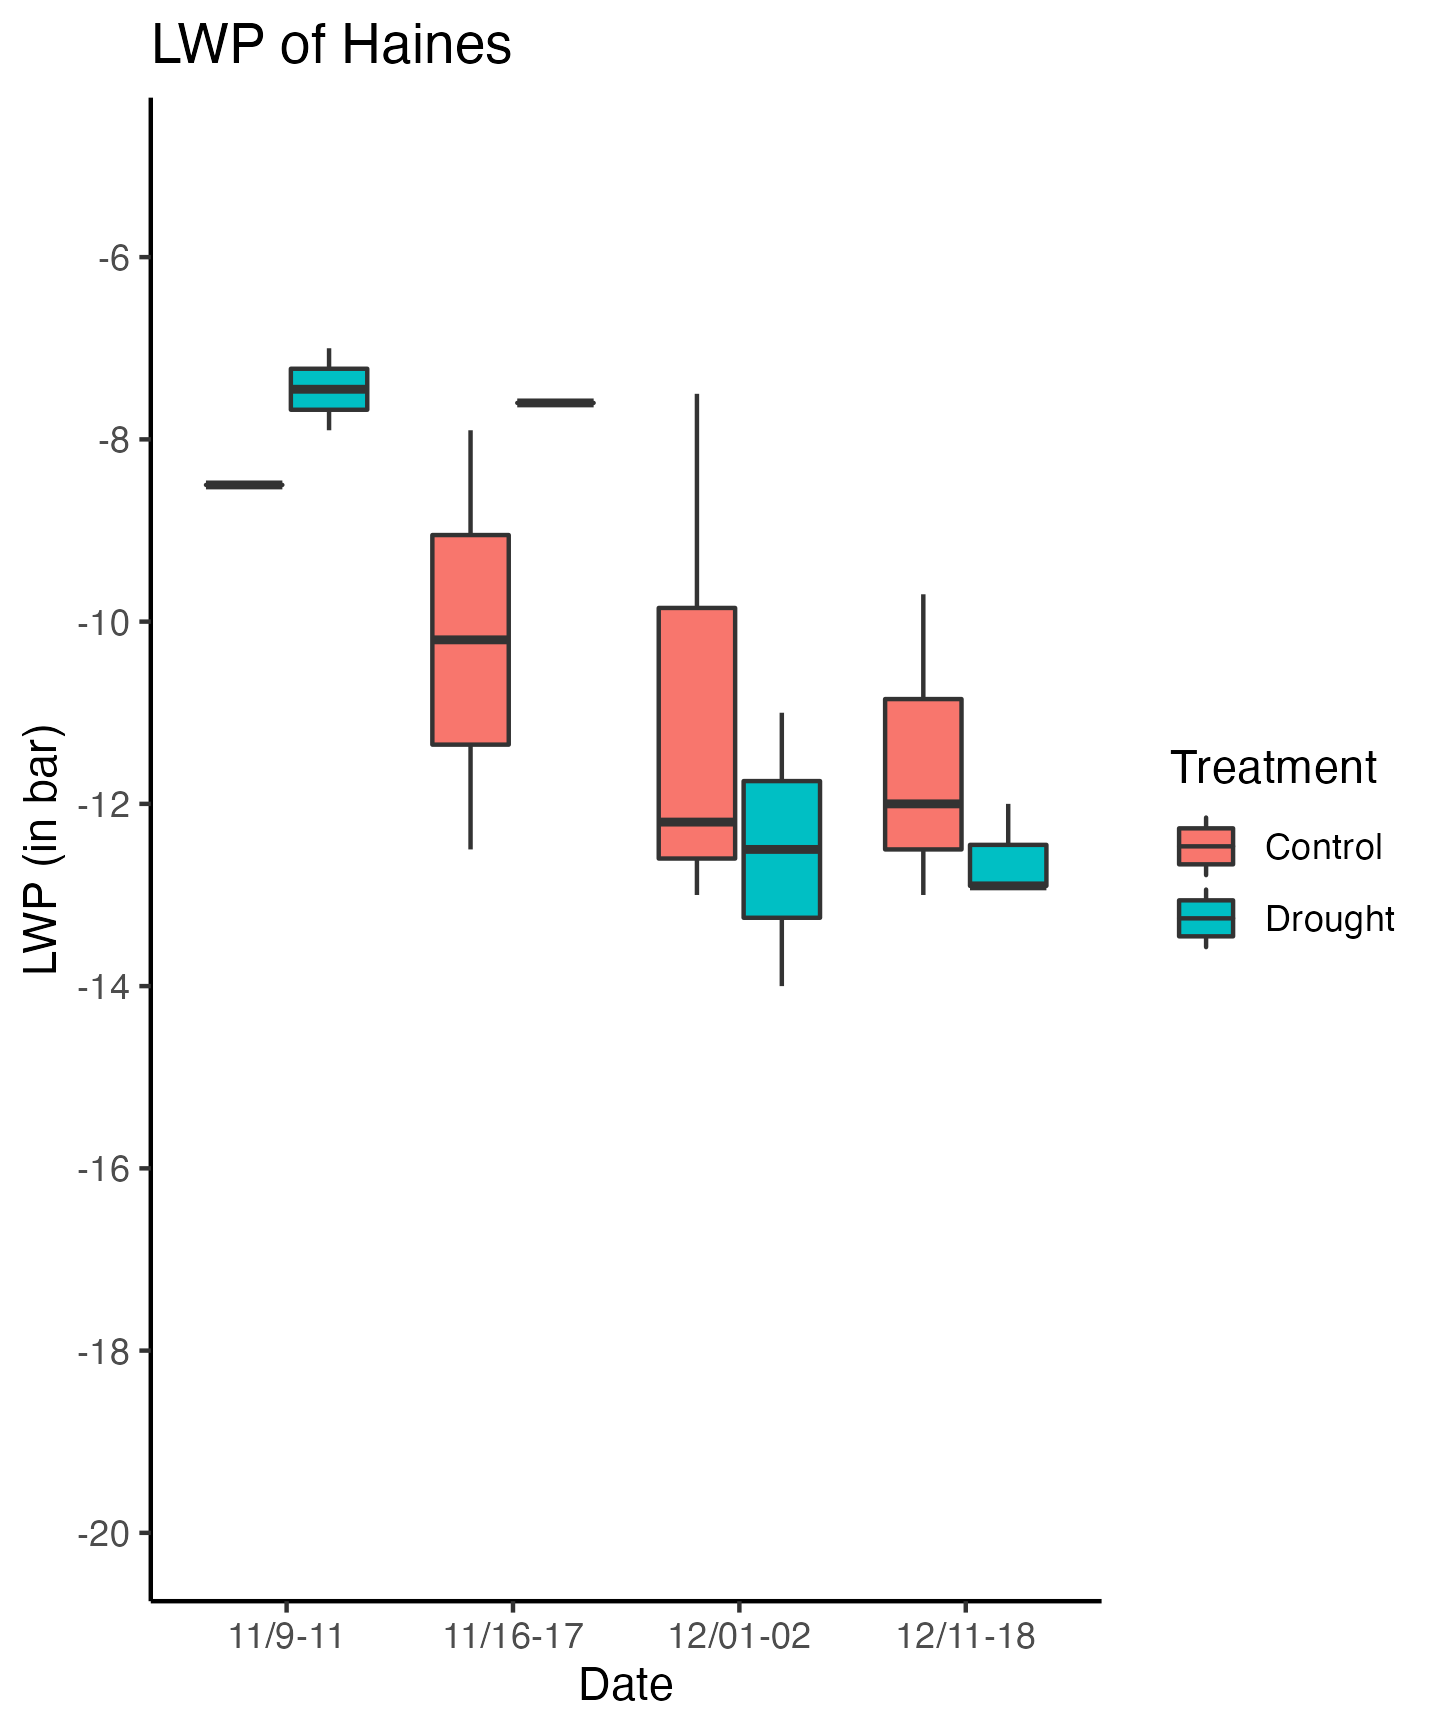 LWP of Haines
LWP (in bar)
-6
-8
-10
-12
-14
-16
-18
-20
11/9-11
11/16-17
12/01-02
12/11-18
Date
Treatment
Control
Drought